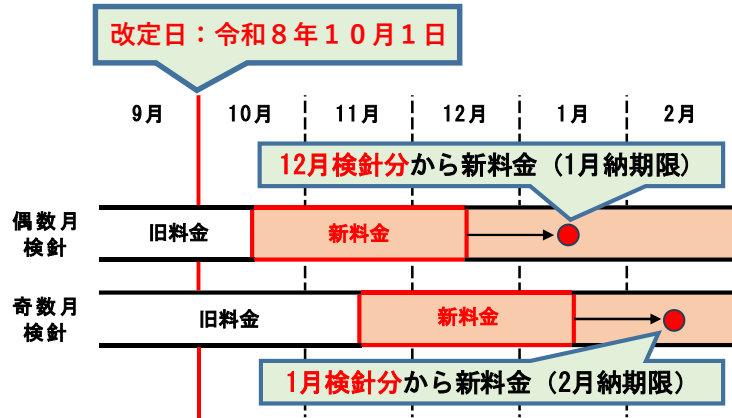 改定日：令和８年１０月１日
9月 10月 11月 12月 1月 2月
12月検針分から新料金（1月納期限）
偶数月
検針
旧料金 新料金
奇数月
検針
旧料金 新料金
1月検針分から新料金（2月納期限）